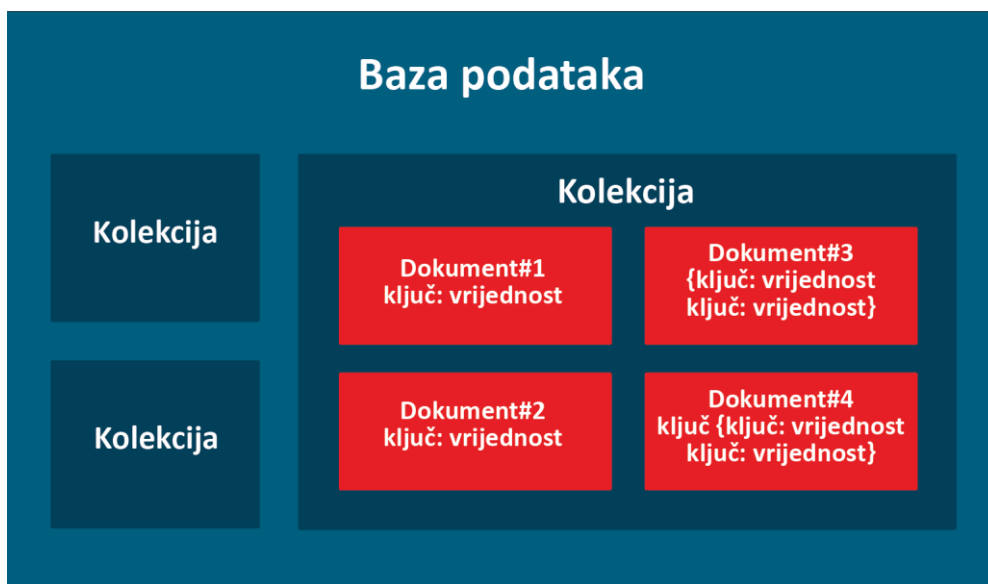 Baza podataka
Kolekcija
Kolekcija
Kolekcija
Dokument#1
ključ: vrijednost
Dokument#2
ključ: vrijednost
Dokument#3
{ključ: vrijednost
ključ: vrijednost}
Dokument#4
ključ {ključ: vrijednost
ključ: vrijednost}